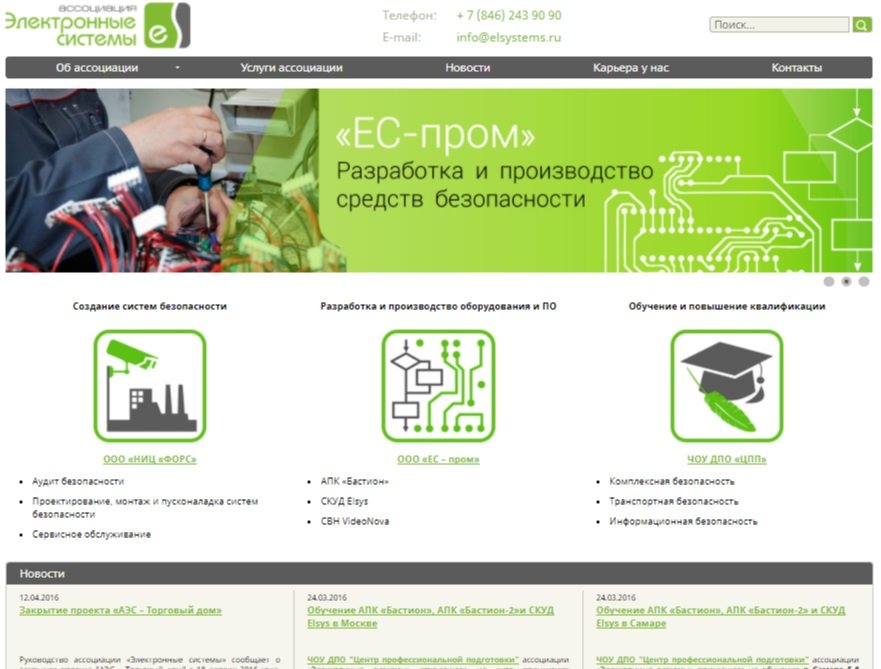 ассоциация
Электронные
системы
Телефон: + 7 (846) 243 90 90
E-mail: info@elsystems.ru
Поиск...
Об ассоциации
Услуги ассоциации
Новости
Карьера у нас
Контакты
«ЕС-пром»
Разработка и производство
средств безопасности
Создание систем безопасности
ООО «НИЦ «ФОРС»
Аудит безопасности
Проектирование, монтаж и пусконаладка систем
безопасности
Сервисное обслуживание
Разработка и производство оборудования и ПО
ООО «ЕС – пром»
АПК «Бастион»
СКУД Elsys
СВН VideoNova
Обучение и повышение квалификации
ЧОУ ДПО «ЦПП»
Комплексная безопасность
Транспортная безопасность
Информационная безопасность
Новости
12.04.2016
Закрытие проекта «АЭС – Торговый дом»
Руководство ассоциации «Электронные системы» сообщает о
24.03.2016
Обучение АПК «Бастион», АПК «Бастион-2»и СКУД
Elsys в Москве
ЧОУ ДПО "Центр профессиональной подготовки" ассоциации
24.03.2016
Обучение АПК «Бастион», АПК «Бастион-2» и СКУД
Elsys в Самаре
ЧОУ ДПО "Центр профессиональной подготовки" ассоциации